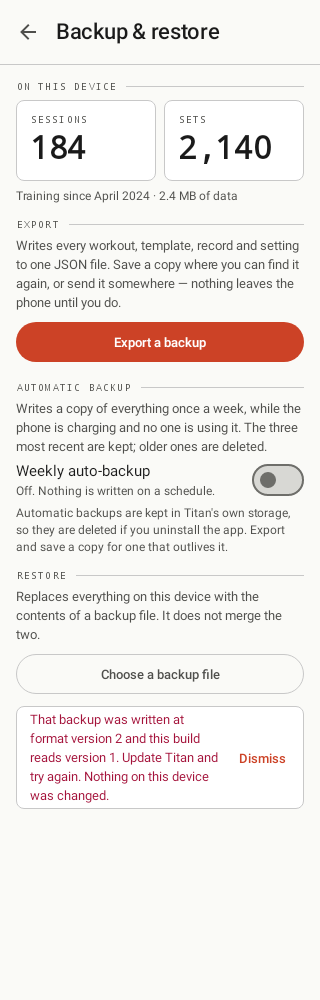 Backup & restore
ON THIS DEVICE
SESSIONS
184
SETS
2,140
Training since April 2024 · 2.4 MB of data
EXPORT
Writes every workout, template, record and setting
to one JSON file. Save a copy where you can find it
again, or send it somewhere — nothing leaves the
phone until you do.
Export a backup
AUTOMATIC BACKUP
Writes a copy of everything once a week, while the
phone is charging and no one is using it. The three
most recent are kept; older ones are deleted.
Weekly auto-backup
Off. Nothing is written on a schedule.
Automatic backups are kept in Titan's own storage,
so they are deleted if you uninstall the app. Export
and save a copy for one that outlives it.
RESTORE
Replaces everything on this device with the
contents of a backup file. It does not merge the
two.
Choose a backup file
That backup was written at
format version 2 and this build
reads version 1. Update Titan and
try again. Nothing on this device
was changed.
Dismiss